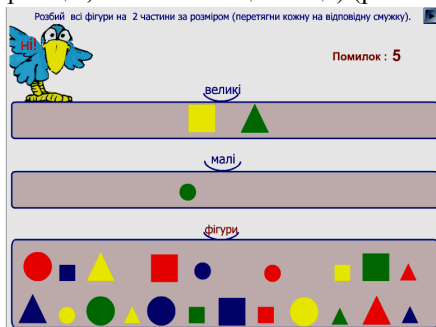 Розбий всі фігури на 2 частини за розміром (перетягни кожну на відповідну смужку).
ні!
Помилок : 5
великі
малі
фігури